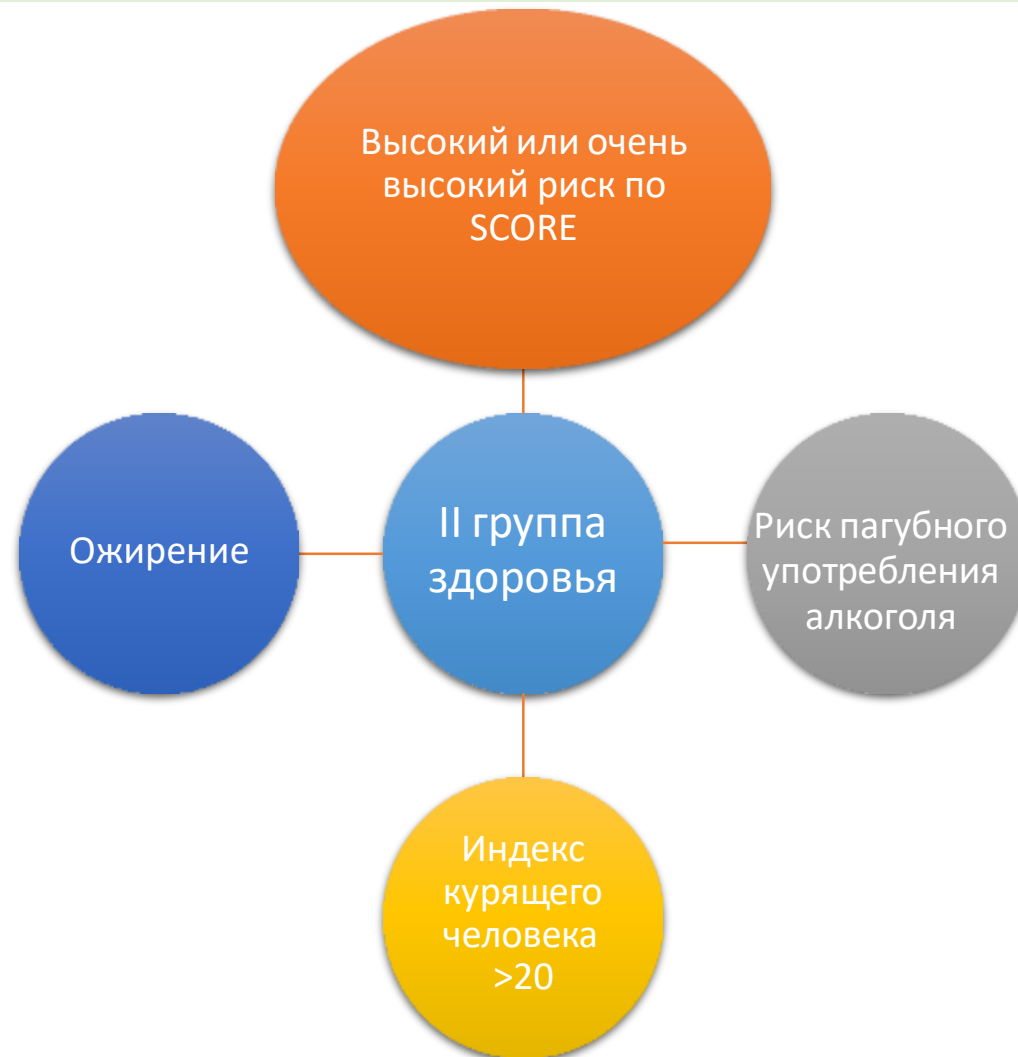 Высокий или очень
высокий риск по
SCORE
Ожирение
II группа
здоровья
Риск пагубного
употребления
алкоголя
Индекс
курящего
человека
>20